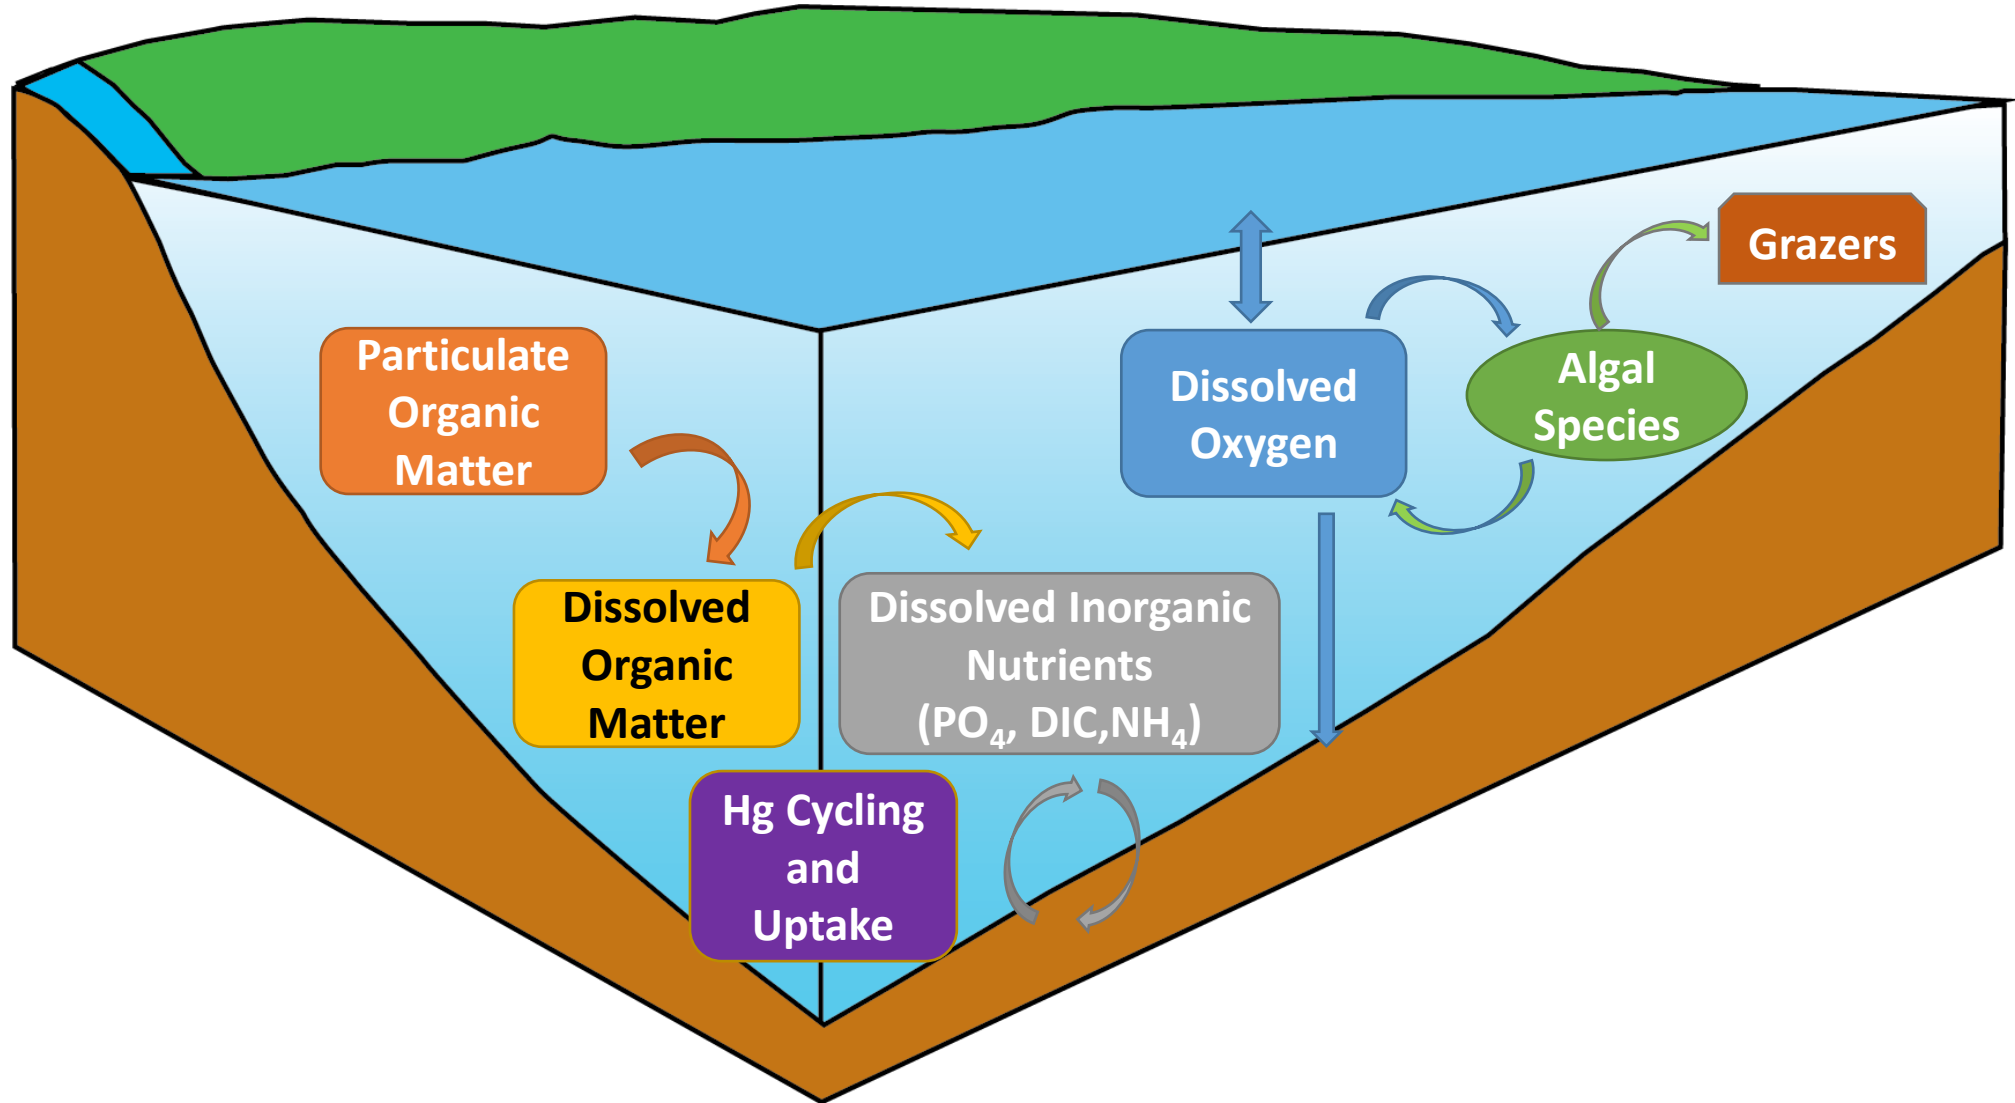 Grazers
Particulate
Organic
Matter
Dissolved
Oxygen
Algal
Species
Dissolved
Organic
Matter
Dissolved Inorganic
Nutrients
(PO₄, DIC,NH₄)
Hg Cycling
and
Uptake